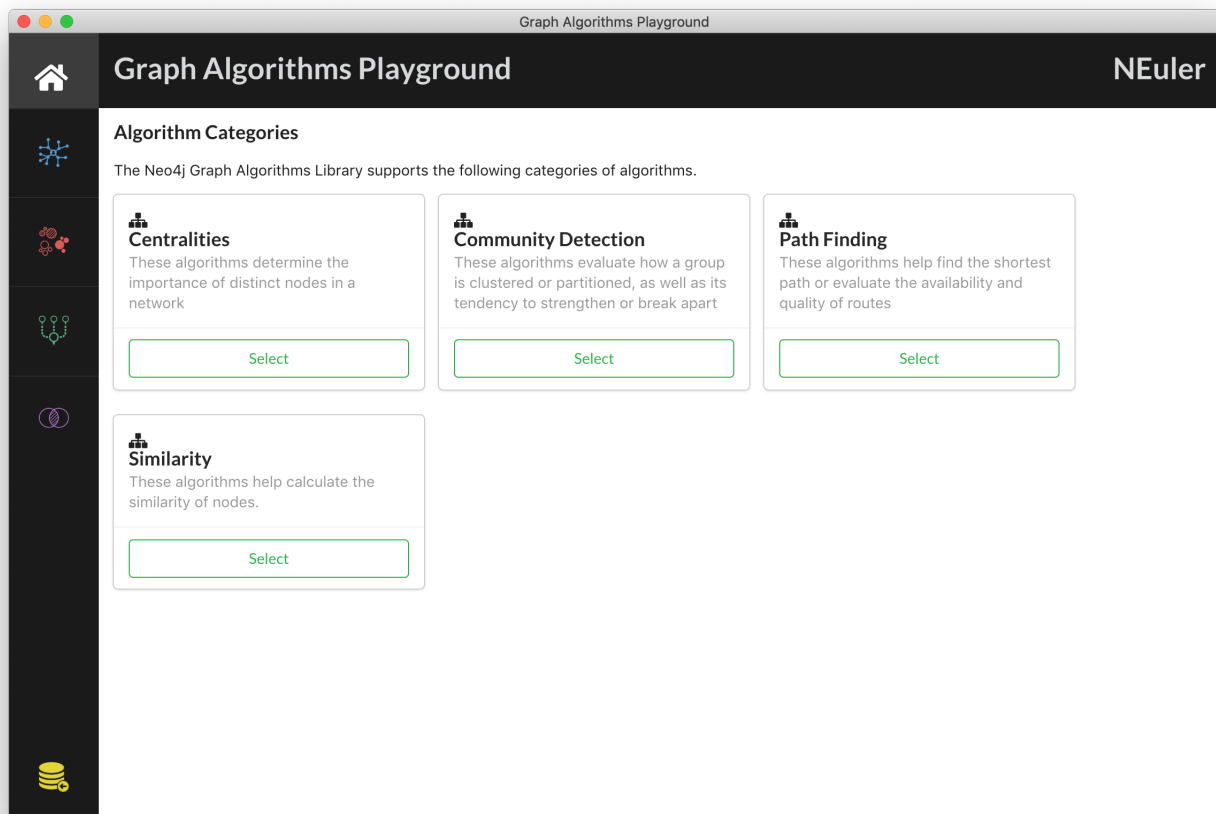 Graph Algorithms Playground
Graph Algorithms Playground
NEuler
Algorithm Categories
The Neo4j Graph Algorithms Library supports the following categories of algorithms.
Centralities
These algorithms determine the
importance of distinct nodes in a
network
Select
Community Detection
These algorithms evaluate how a group
is clustered or partitioned, as well as its
tendency to strengthen or break apart
Select
Path Finding
These algorithms help find the shortest
path or evaluate the availability and
quality of routes
Select
Similarity
These algorithms help calculate the
similarity of nodes.
Select